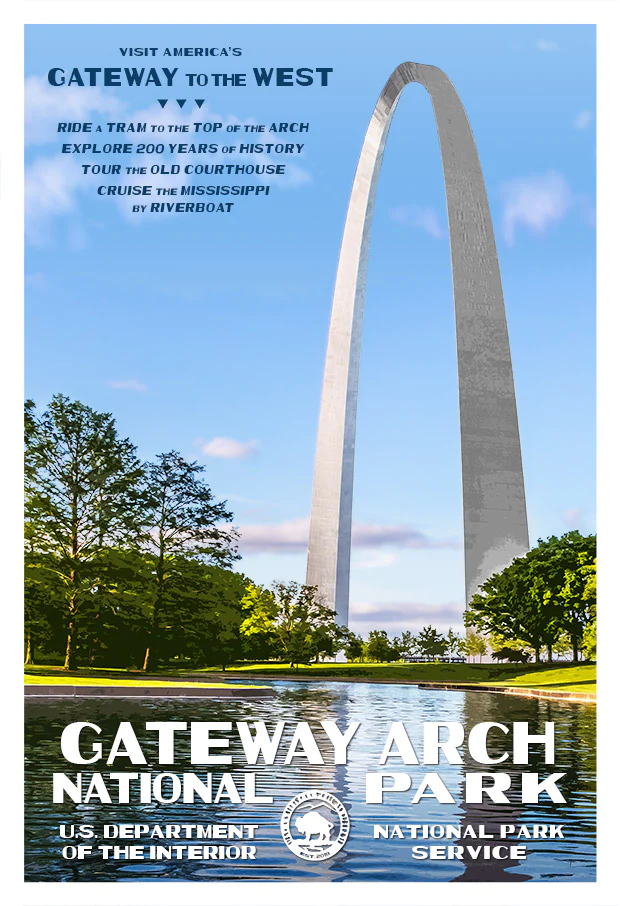 VISIT AMERICA'S
GATEWAY TO THE WEST
RIDE A TRAM TO THE TOP OF THE ARCH
EXPLORE 200 YEARS OF HISTORY
TOUR THE OLD COURTHOUSE
CRUISE THE MISSISSIPPI
BY RIVERBOAT
GATEWAY ARCH
NATIONAL PARK
U.S. DEPARTMENT
OF THE INTERIOR
NATIONAL PARK
SERVICE